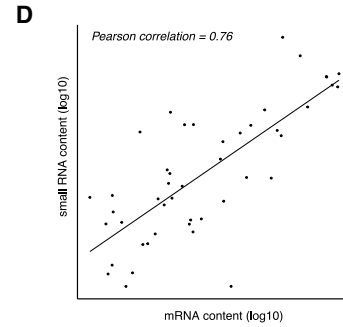 D
Pearson correlation = 0.76
small RNA content (log10)
mRNA content (log10)